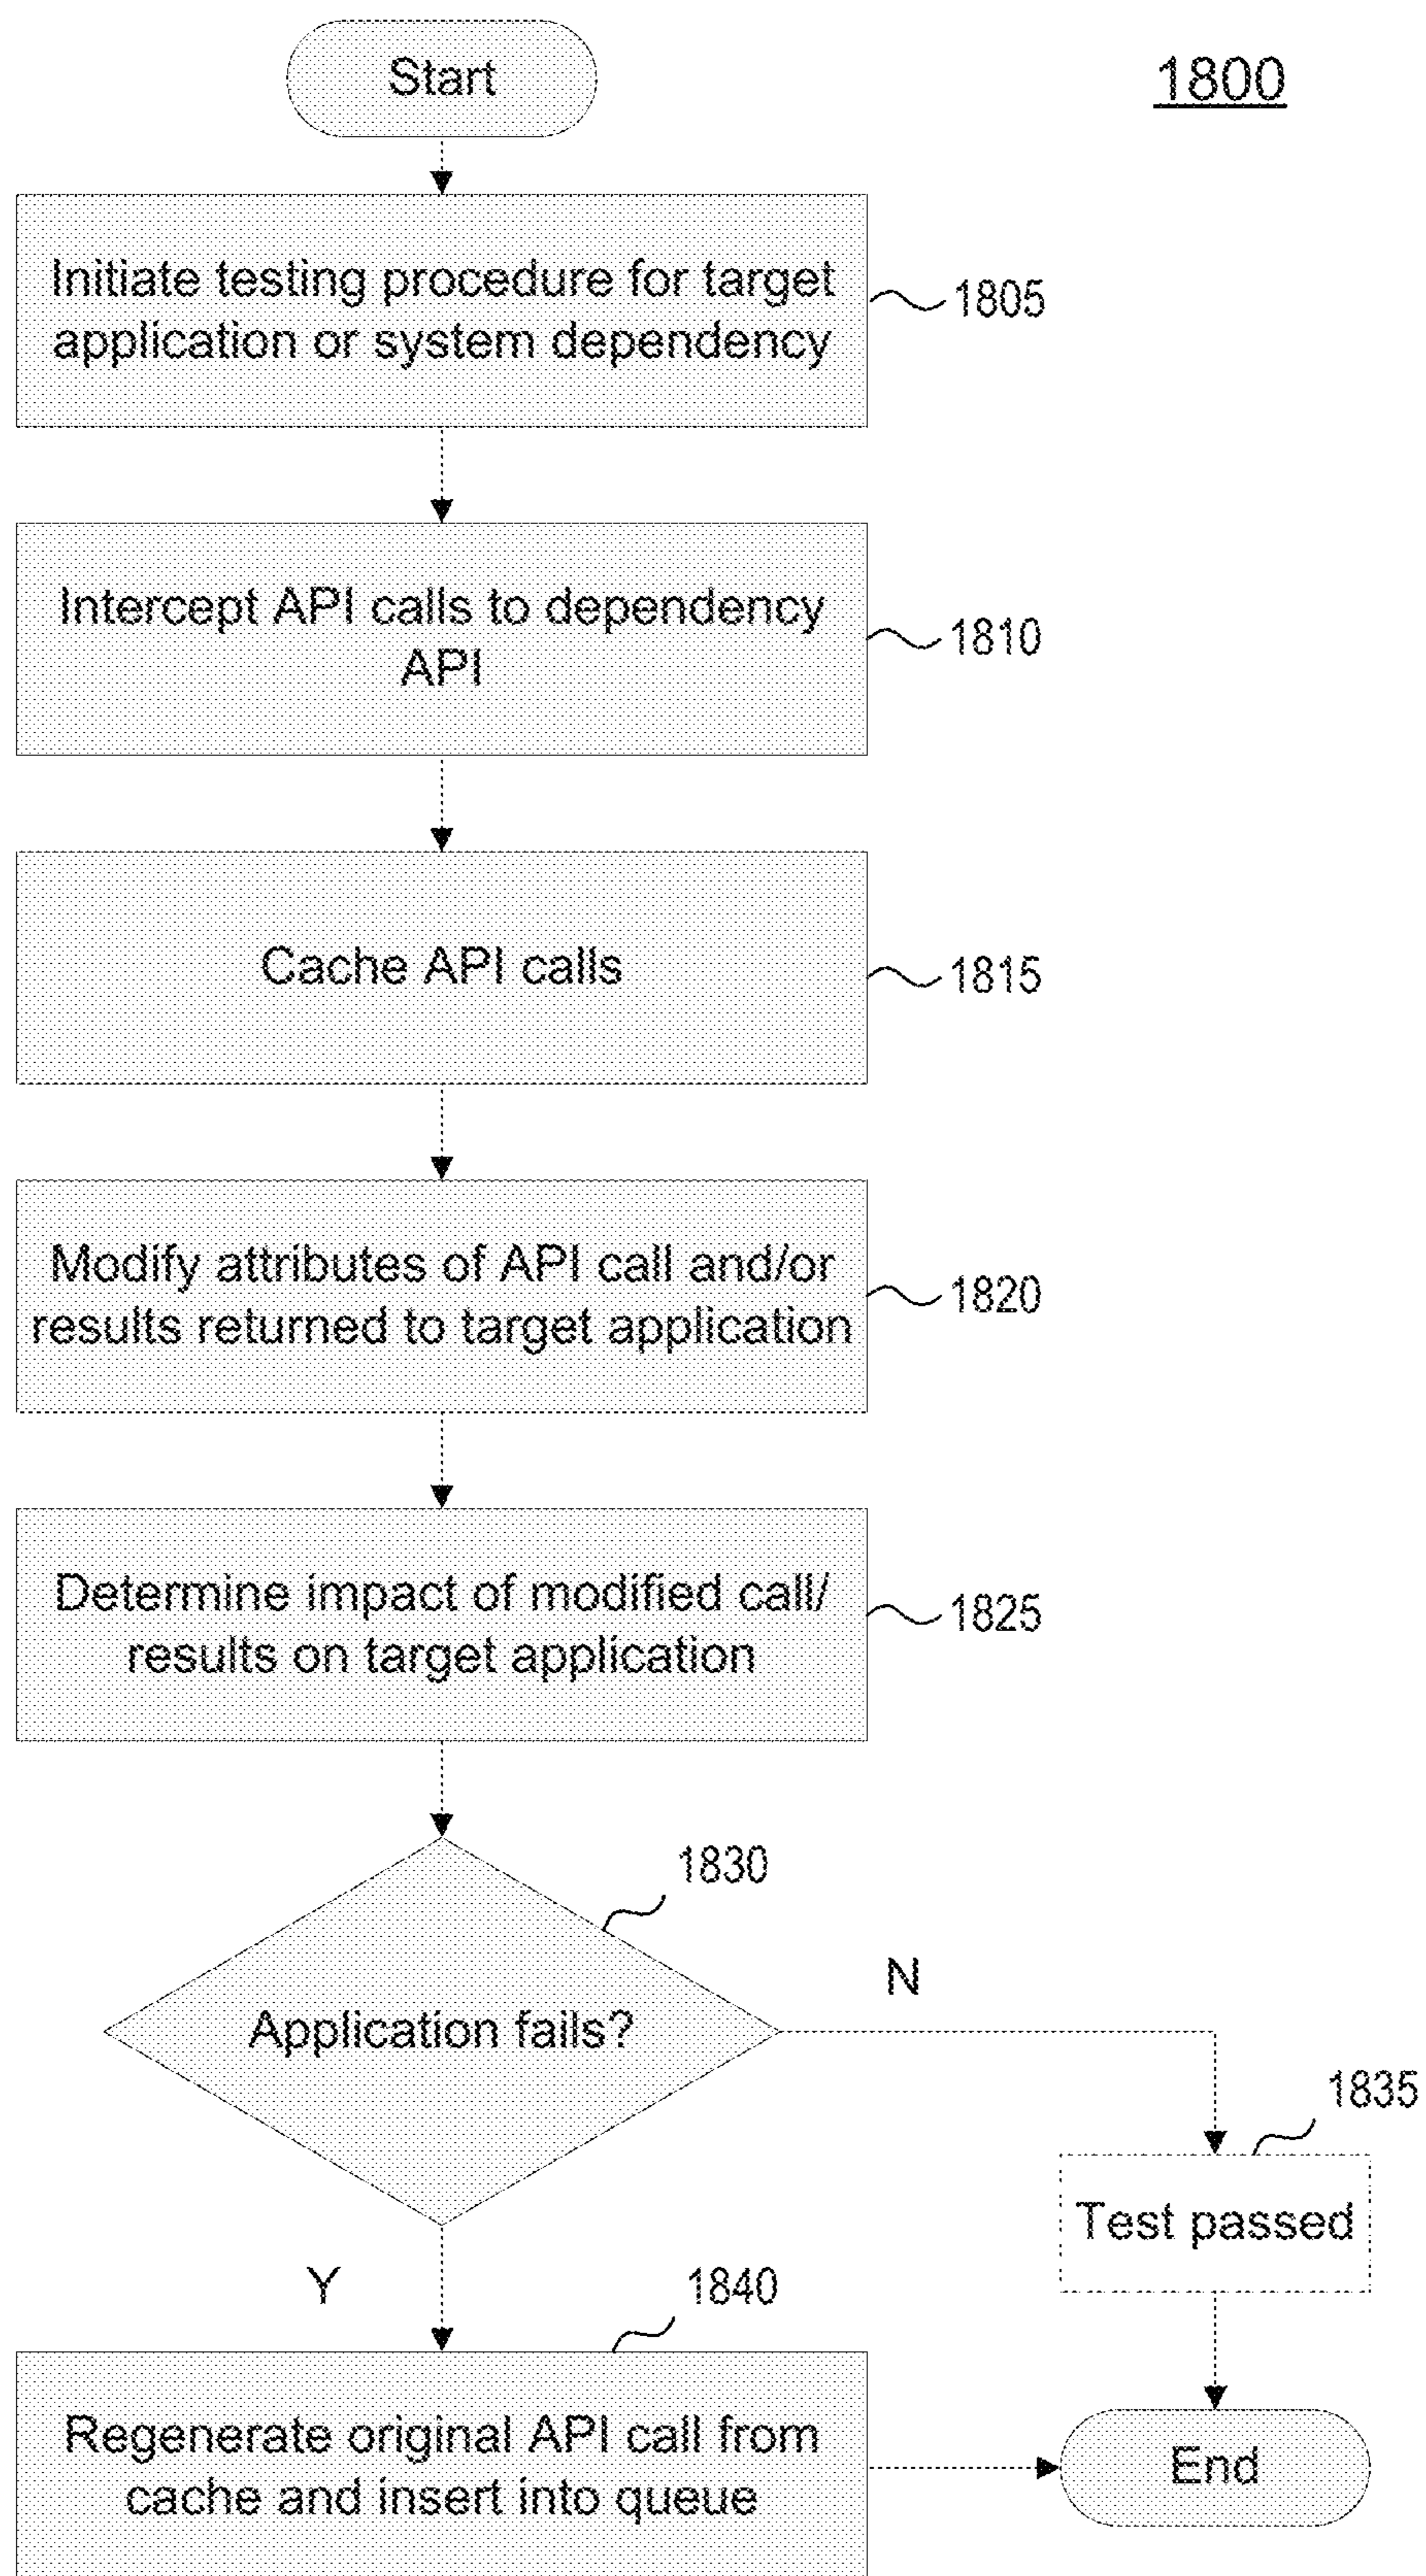 Start
1800
Initiate testing procedure for target
application or system dependency
1805
Intercept API calls to dependency
API
1810
Cache API calls
1815
Modify attributes of API call and/or
results returned to target application
1820
Determine impact of modified call/
results on target application
1825
1830
Application fails?
N
1835
Test passed
Y
1840
Regenerate original API call from
cache and insert into queue
End